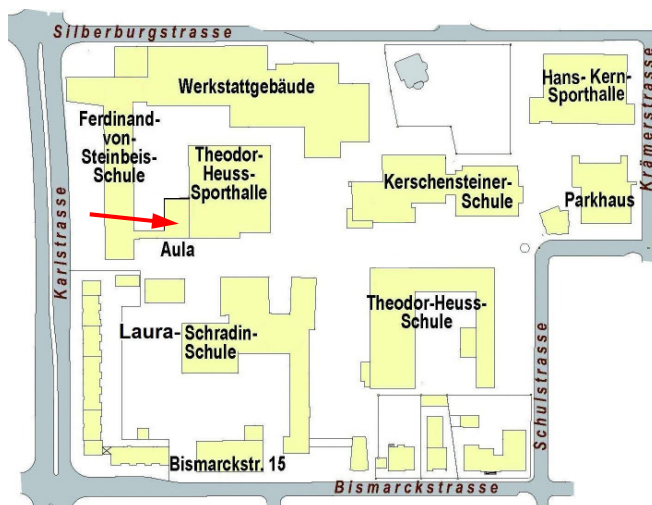 Silberburgstrasse
Werkstattgebäude
Hans- Kern-
Sporthalle
Krämerstrasse
Ferdinand-
von-
Steinbeis-
Schule
Theodor-
Heuss-
Sporthalle
Kerschensteiner-
Schule
Parkhaus
Aula
Karlstrasse
Theodor-Heuss-
Schule
Laura-Schradin-
Schule
Schulstrasse
Bismarckstr. 15
Bismarckstrasse